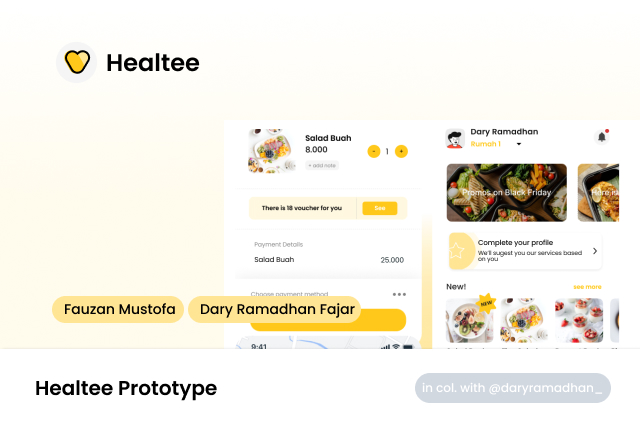 Healtee
Salad Buah
8.000
+ add note
- 1 +
There is 18 voucher for you
See
Payment Details
Salad Buah
25.000
Choose payment method
Fauzan Mustofa
Dary Ramadhan Fajar
9:41
Dary Ramadhan
Rumah 1
Promos on Black Friday
Complete your profile
We'll sugest you our services based
on you
New!
see more
NEW
Healtee Prototype
in col. with @daryramadhan_